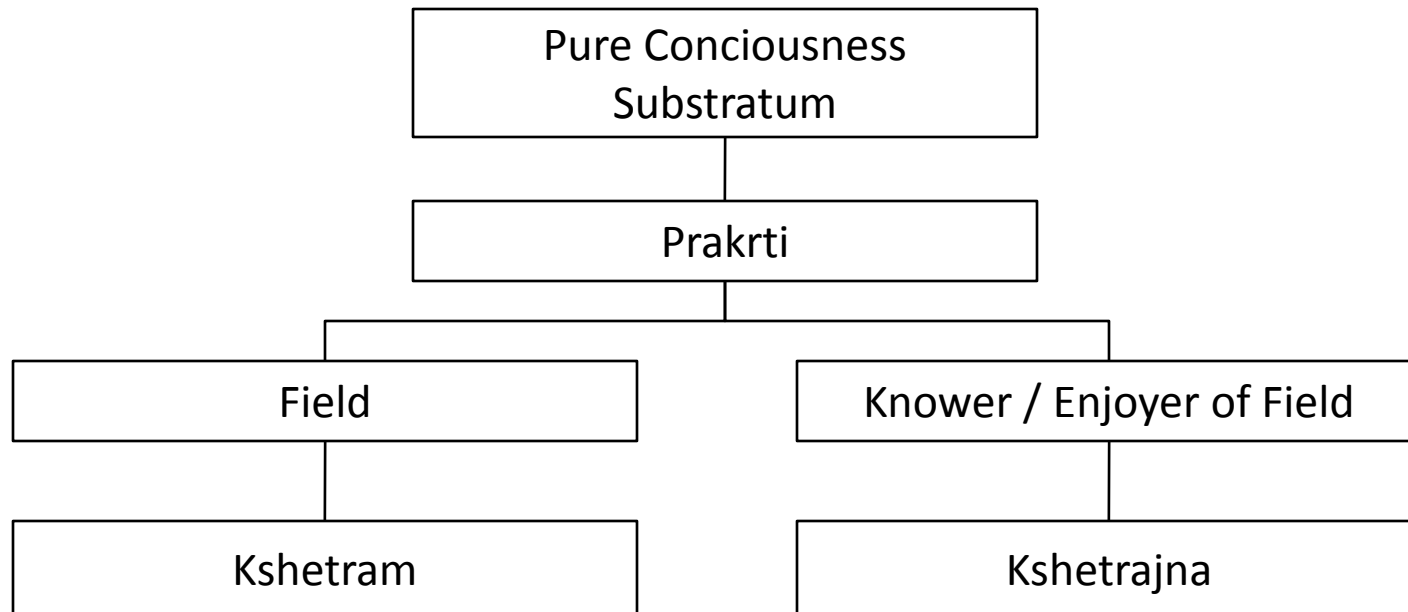 Pure Conciousness
Substratum
Prakrti
Field
Knower / Enjoyer of Field
Kshetram
Kshetrajna